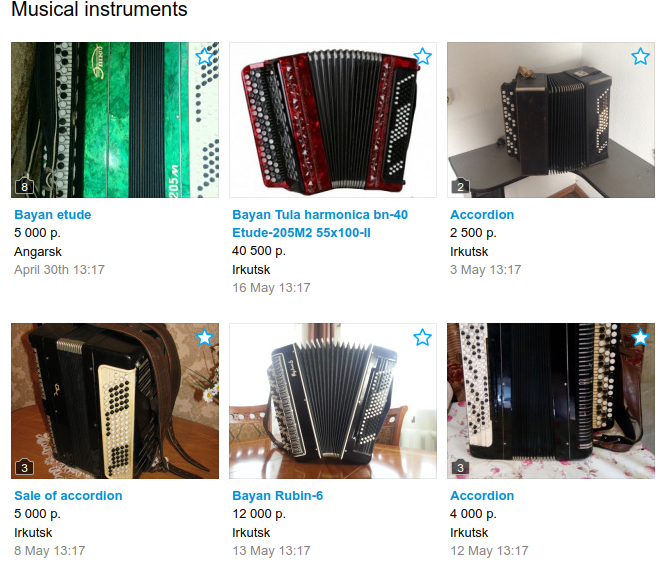 Musical instruments
205м
8
2
Bayan etude
5 000 р.
Angarsk
April 30th 13:17
Bayan Tula harmonica bn-40
Etude-205M2 55x100-II
40 500 р.
Irkutsk
16 May 13:17
Accordion
2 500 р.
Irkutsk
3 May 13:17
3
3
Sale of accordion
5 000 р.
Irkutsk
8 May 13:17
Bayan Rubin-6
12 000 р.
Irkutsk
13 May 13:17
Accordion
4 000 р.
Irkutsk
12 May 13:17